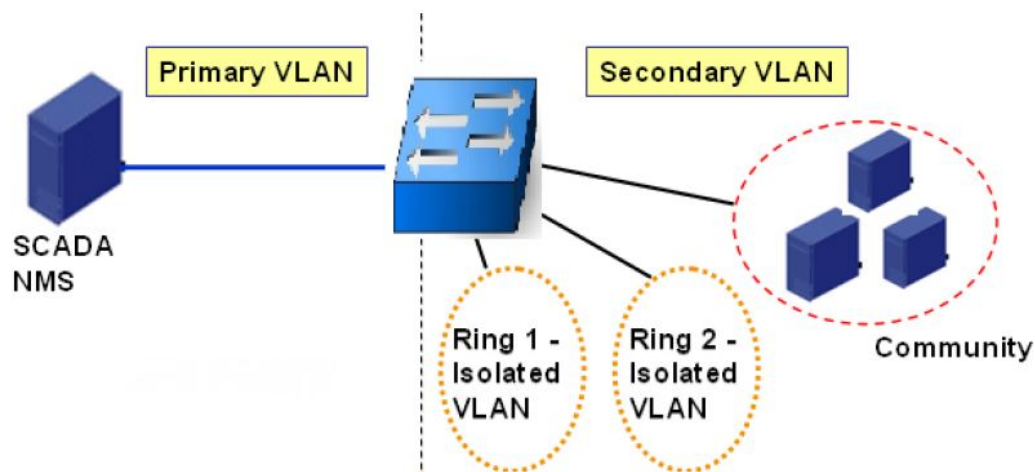 Primary VLAN
Secondary VLAN
SCADA
NMS
Ring 1 -
Isolated
VLAN
Ring 2 -
Isolated
VLAN
Community